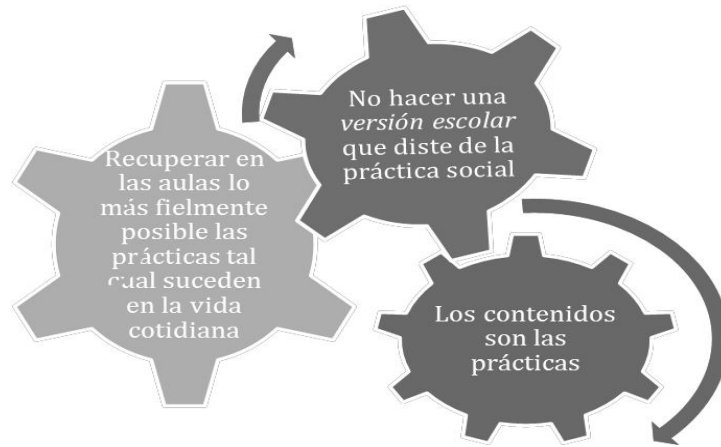 Recuperar en
las aulas lo
más fielmente
posible las
prácticas tal
cual suceden
en la vida
cotidiana
No hacer una
versión escolar
que diste de la
práctica social
Los contenidos
son las
prácticas